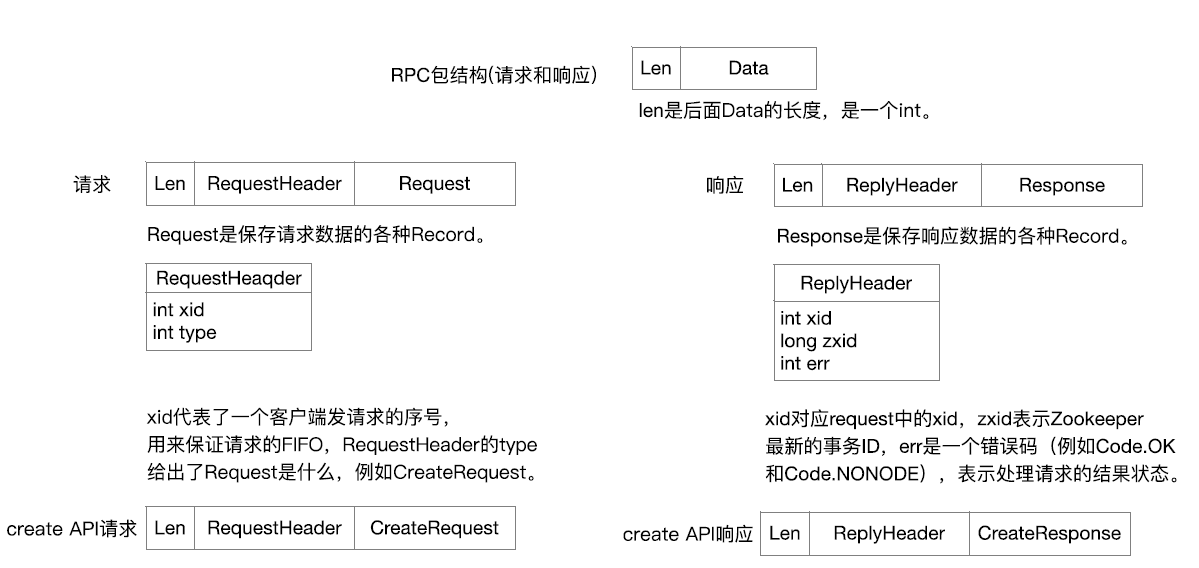 RPC包结构(请求和响应)
Len Data
len是后面Data的长度，是一个int。
请求
Len RequestHeader Request
Request是保存请求数据的各种Record。
RequestHeaqder
int xid
int type
xid代表了一个客户端发请求的序号，
用来保证请求的FIFO，RequestHeader的type
给出了Request是什么，例如CreateRequest。
create API请求
Len RequestHeader CreateRequest
响应
Len ReplyHeader Response
Response是保存响应数据的各种Record。
ReplyHeader
int xid
long zxid
int err
xid对应request中的xid，zxid表示Zookeeper
最新的事务ID，err是一个错误码（例如Code.OK
和Code.NONODE），表示处理请求的结果状态。
create API响应
Len ReplyHeader CreateResponse